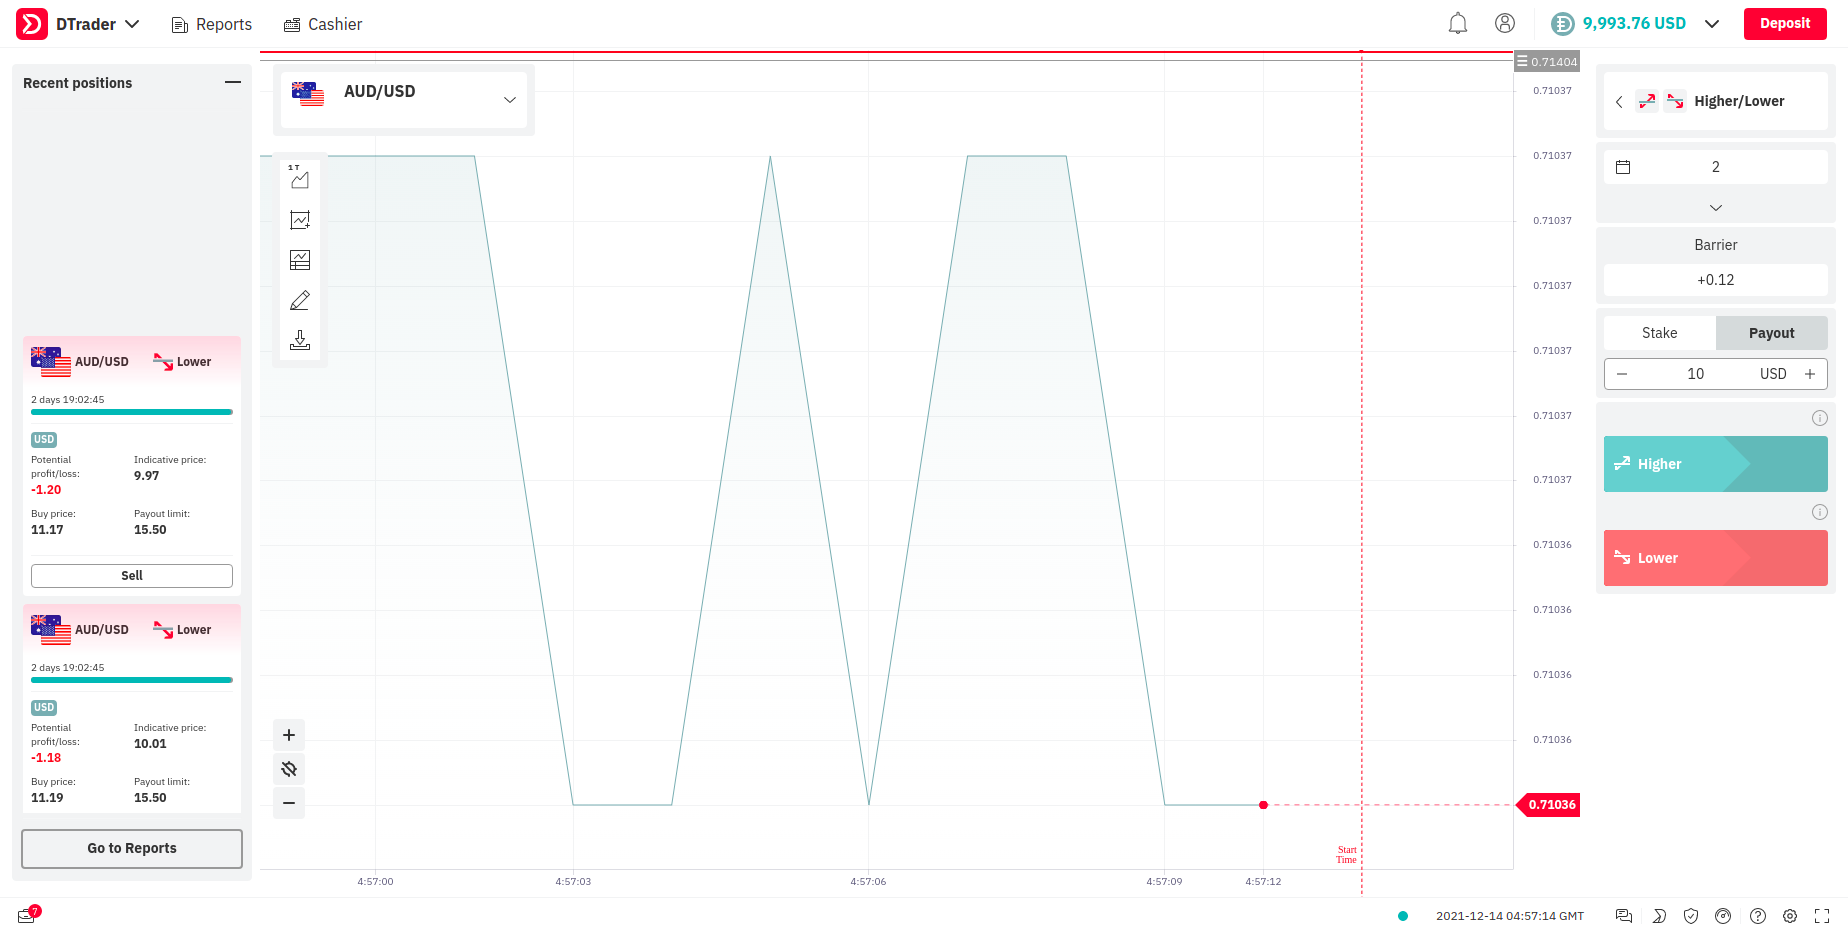 DTrader
Reports
Cashier
9,993.76 USD
Deposit
Recent positions
AUD/USD
Lower
2 days 19:02:45
USD
Potential
profit/loss:
-1.20
Indicative price:
9.97
Buy price:
11.17
Payout limit:
15.50
Sell
AUD/USD
Lower
2 days 19:02:45
USD
Potential
profit/loss:
-1.18
Indicative price:
10.01
Buy price:
11.19
Payout limit:
15.50
Go to Reports
7
AUD/USD
1 T
0.71404
0.71037
0.71037
0.71037
0.71037
0.71037
0.71037
0.71037
0.71036
0.71036
0.71036
0.71036
0.71036
Start
Time
4:57:00
4:57:03
4:57:06
4:57:09
4:57:12
Higher/Lower
2
Barrier
+0.12
Stake
Payout
10
USD
Higher
Lower
2021-12-14 04:57:14 GMT